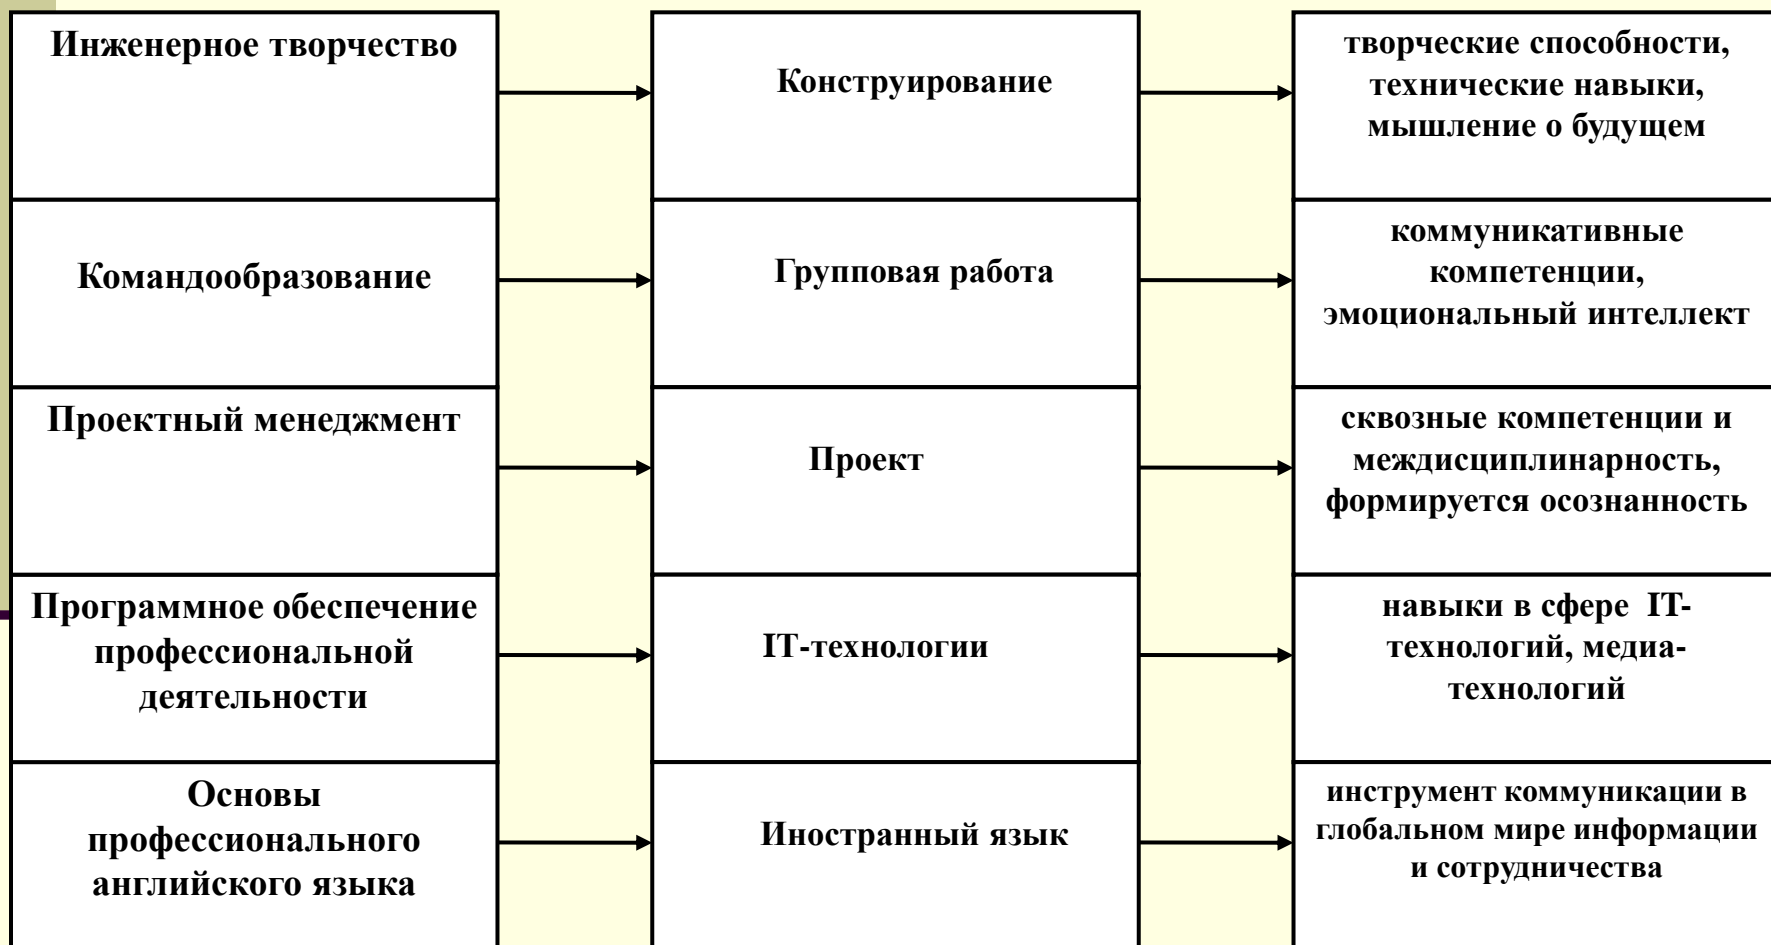 Инженерное творчество
Конструирование
творческие способности,
технические навыки,
мышление о будущем
Командообразование
Групповая работа
коммуникативные
компетенции,
эмоциональный интеллект
Проектный менеджмент
Проект
сквозные компетенции и
междисциплинарность,
формируется осознанность
Программное обеспечение
профессиональной
деятельности
IT-технологии
навыки в сфере IT-
технологий, медиа-
технологий
Основы
профессионального
английского языка
Иностранный язык
инструмент коммуникации в
глобальном мире информации
и сотрудничества